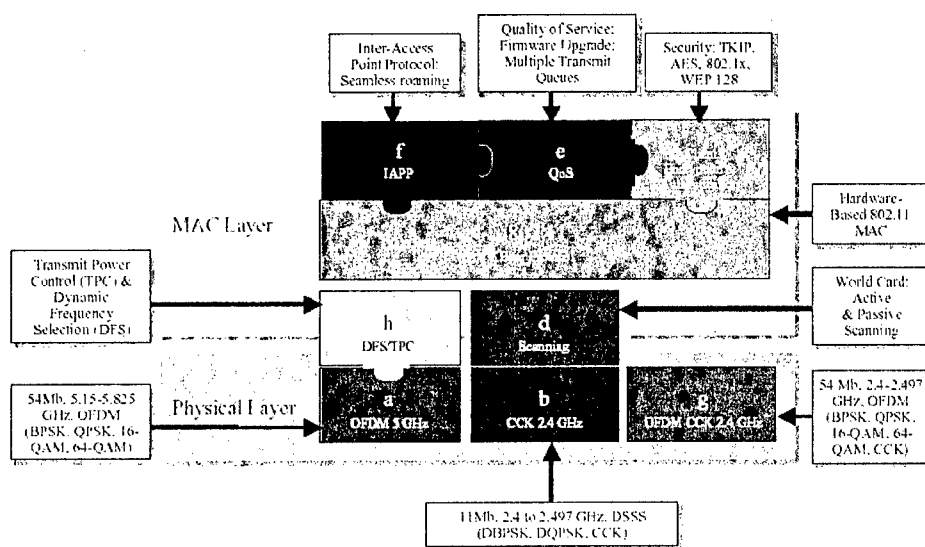 Inter-Access
Point Protocol:
Seamless roaming
Quality of Service:
Firmware Upgrade:
Multiple Transmit
Queues
Security: TKIP,
AES, 802.1x,
WEP 128
f
IAPP
e
QoS
MAC Layer
Hardware-
Based 802.11
MAC
Transmit Power
Control (TPC) &
Dynamic
Frequency
Selection (DFS)
h
DFS/TPC
d
Scanning
World Card:
Active
& Passive
Scanning
Physical Layer
54Mb, 5.15-5.825
GHz, OFDM
(BPSK, QPSK, 16-
QAM, 64-QAM)
a
OFDM 5 GHz
b
CCK 2.4 GHz
g
OFDM CCK 2.4 GHz
54 Mb, 2.4-2.497
GHz, OFDM
(BPSK, QPSK,
16-QAM, 64-
QAM, CCK)
11Mb, 2.4 to 2.497 GHz, DSSS
(DBPSK, DQPSK, CCK)